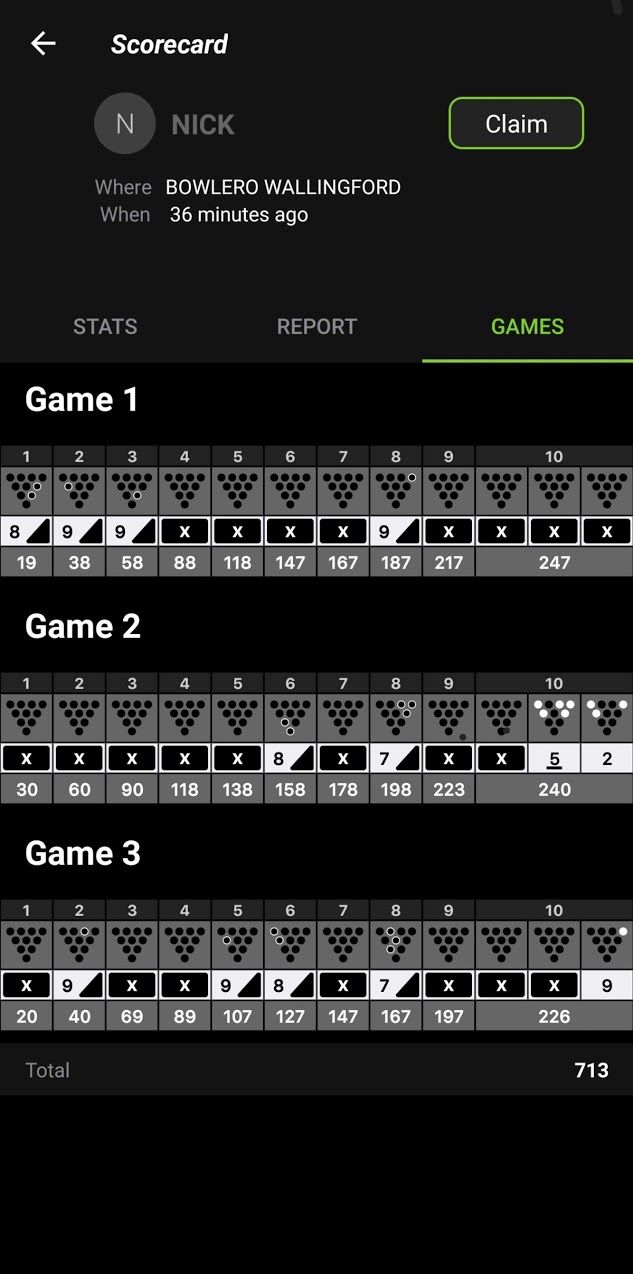 Scorecard
N NICK Claim
Where BOWLERO WALLINGFORD
When 36 minutes ago
STATS REPORT GAMES
Game 1
1 2 3 4 5 6 7 8 9 10
8 9 9 X X X X 9 X X X X
19 38 58 88 118 147 167 187 217 247
Game 2
1 2 3 4 5 6 7 8 9 10
X X X X X 8 X 7 X X 5 2
30 60 90 118 138 158 178 198 223 240
Game 3
1 2 3 4 5 6 7 8 9 10
X 9 X X 9 8 X 7 X X X 9
20 40 69 89 107 127 147 167 197 226
Total 713